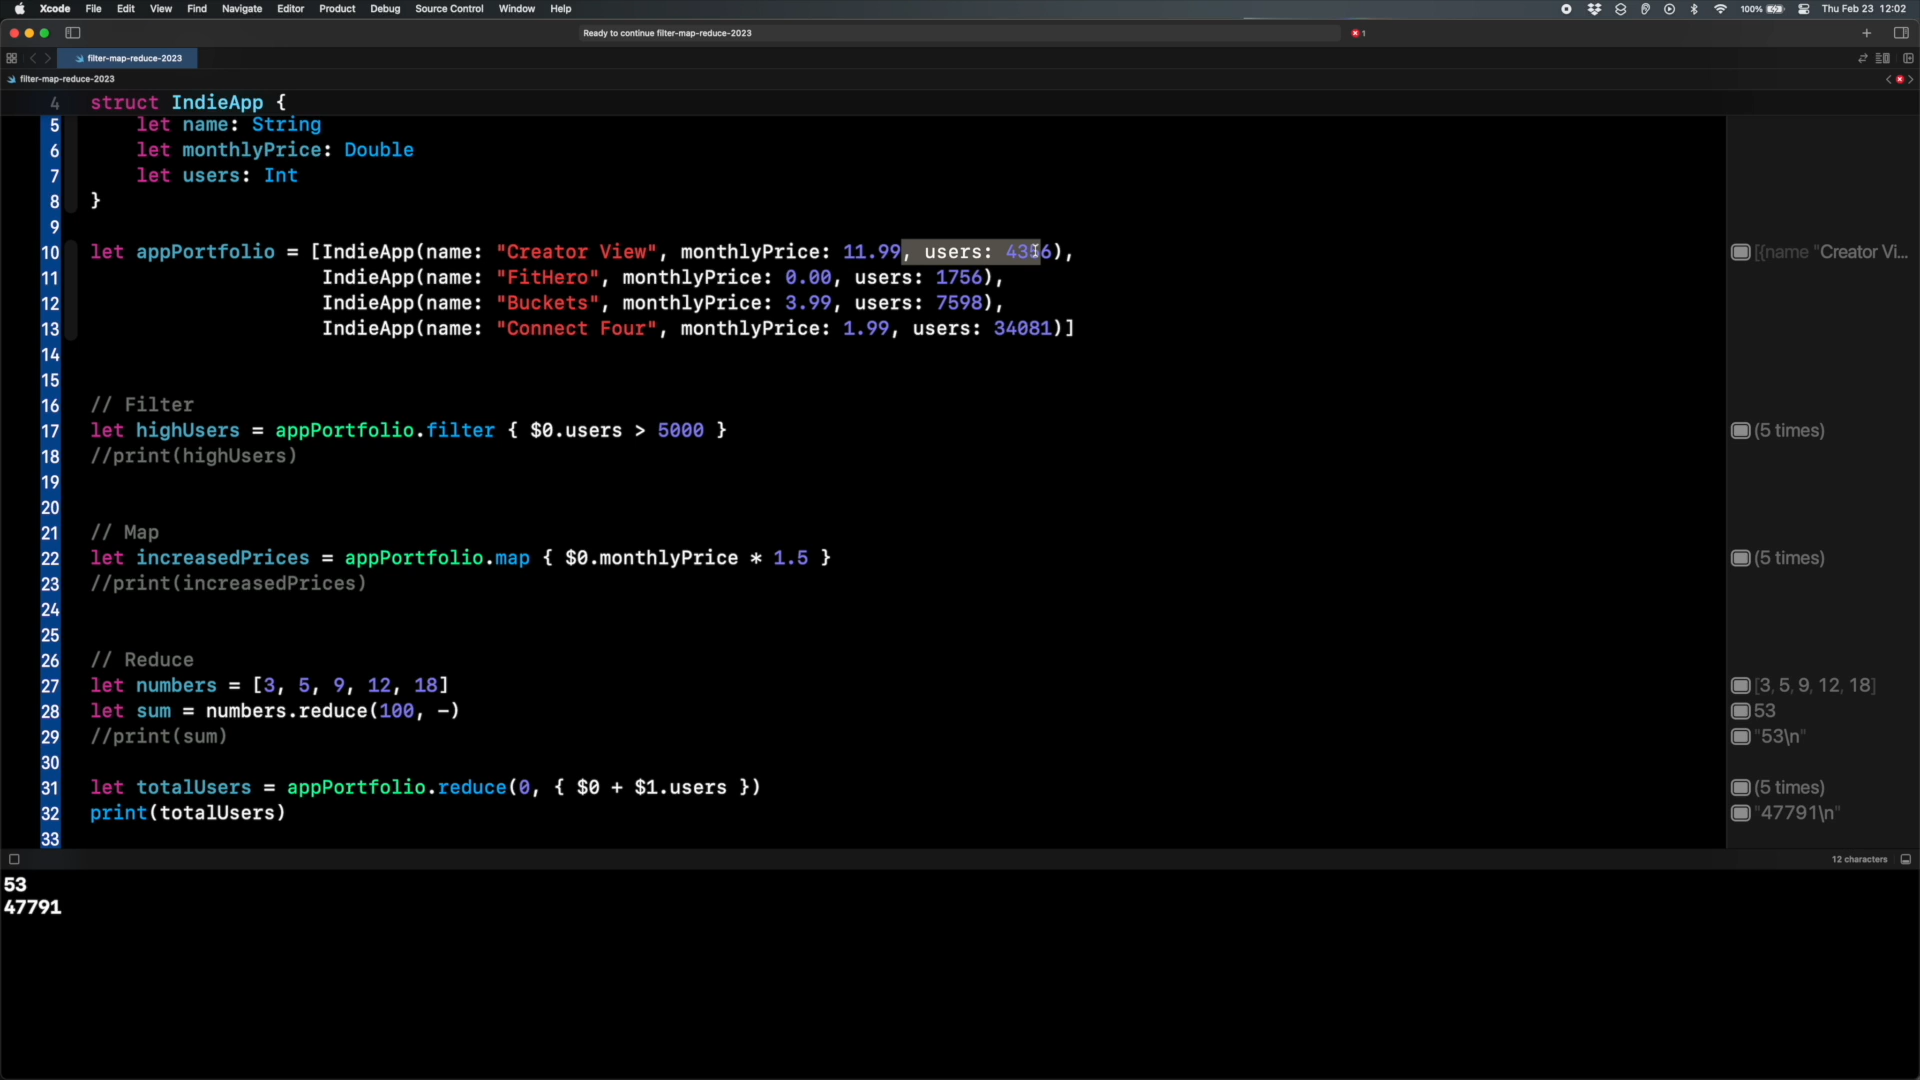 Xcode File Edit View Find Navigate Editor Product Debug Source Control Window Help 100% Thu Feb 23 12:02
Ready to continue filter-map-reduce-2023 1
filter-map-reduce-2023
filter-map-reduce-2023
4 struct IndieApp {
5 let name: String
6 let monthlyPrice: Double
7 let users: Int
8 }
9
10 let appPortfolio = [IndieApp(name: "Creator View", monthlyPrice: 11.99, users: 4356), [{name "Creator Vi...
11 IndieApp(name: "FitHero", monthlyPrice: 0.00, users: 1756),
12 IndieApp(name: "Buckets", monthlyPrice: 3.99, users: 7598),
13 IndieApp(name: "Connect Four", monthlyPrice: 1.99, users: 34081)]
14
15
16 // Filter
17 let highUsers = appPortfolio.filter { $0.users > 5000 } (5 times)
18 //print(highUsers)
19
20
21 // Map
22 let increasedPrices = appPortfolio.map { $0.monthlyPrice * 1.5 } (5 times)
23 //print(increasedPrices)
24
25
26 // Reduce
27 let numbers = [3, 5, 9, 12, 18] [3, 5, 9, 12, 18]
28 let sum = numbers.reduce(100, -) 53
29 //print(sum) "53\n"
30
31 let totalUsers = appPortfolio.reduce(0, { $0 + $1.users }) (5 times)
32 print(totalUsers) "47791\n"
33
12 characters
53
47791